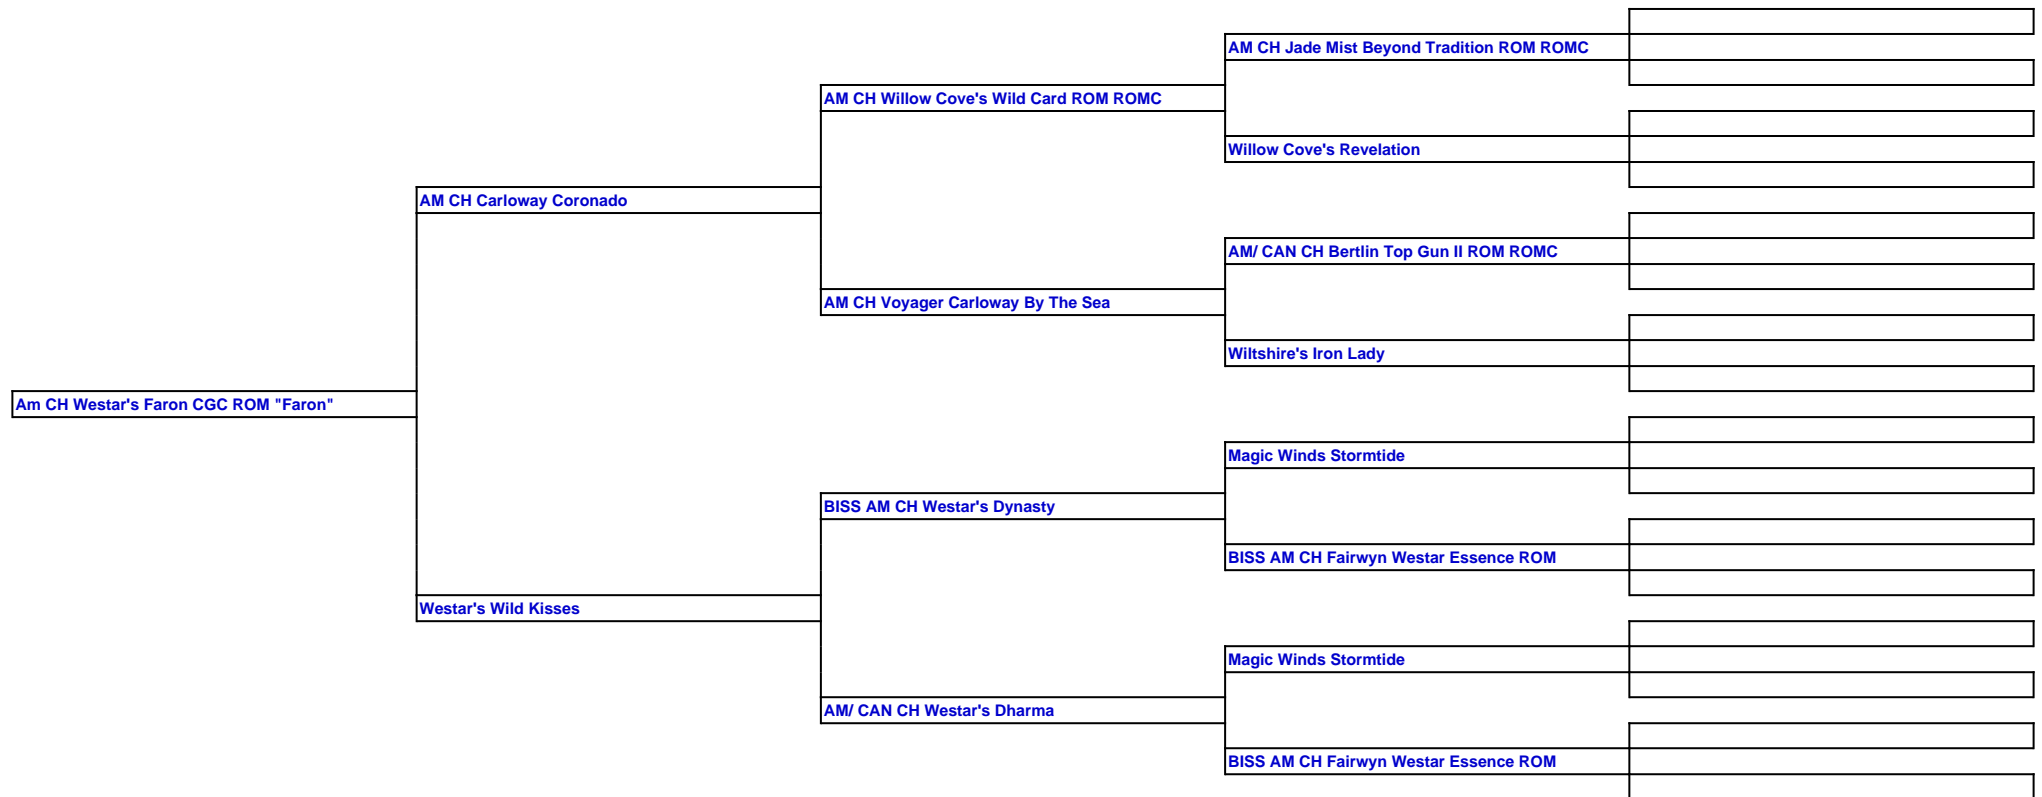 AM CH Jade Mist Beyond Tradition ROM ROMC
AM CH Willow Cove's Wild Card ROM ROMC
Willow Cove's Revelation
AM CH Carloway Coronado
AM/ CAN CH Bertlin Top Gun II ROM ROMC
AM CH Voyager Carloway By The Sea
Wiltshire's Iron Lady
Am CH Westar's Faron CGC ROM "Faron"
Magic Winds Stormtide
BISS AM CH Westar's Dynasty
BISS AM CH Fairwyn Westar Essence ROM
Westar's Wild Kisses
Magic Winds Stormtide
AM/ CAN CH Westar's Dharma
BISS AM CH Fairwyn Westar Essence ROM